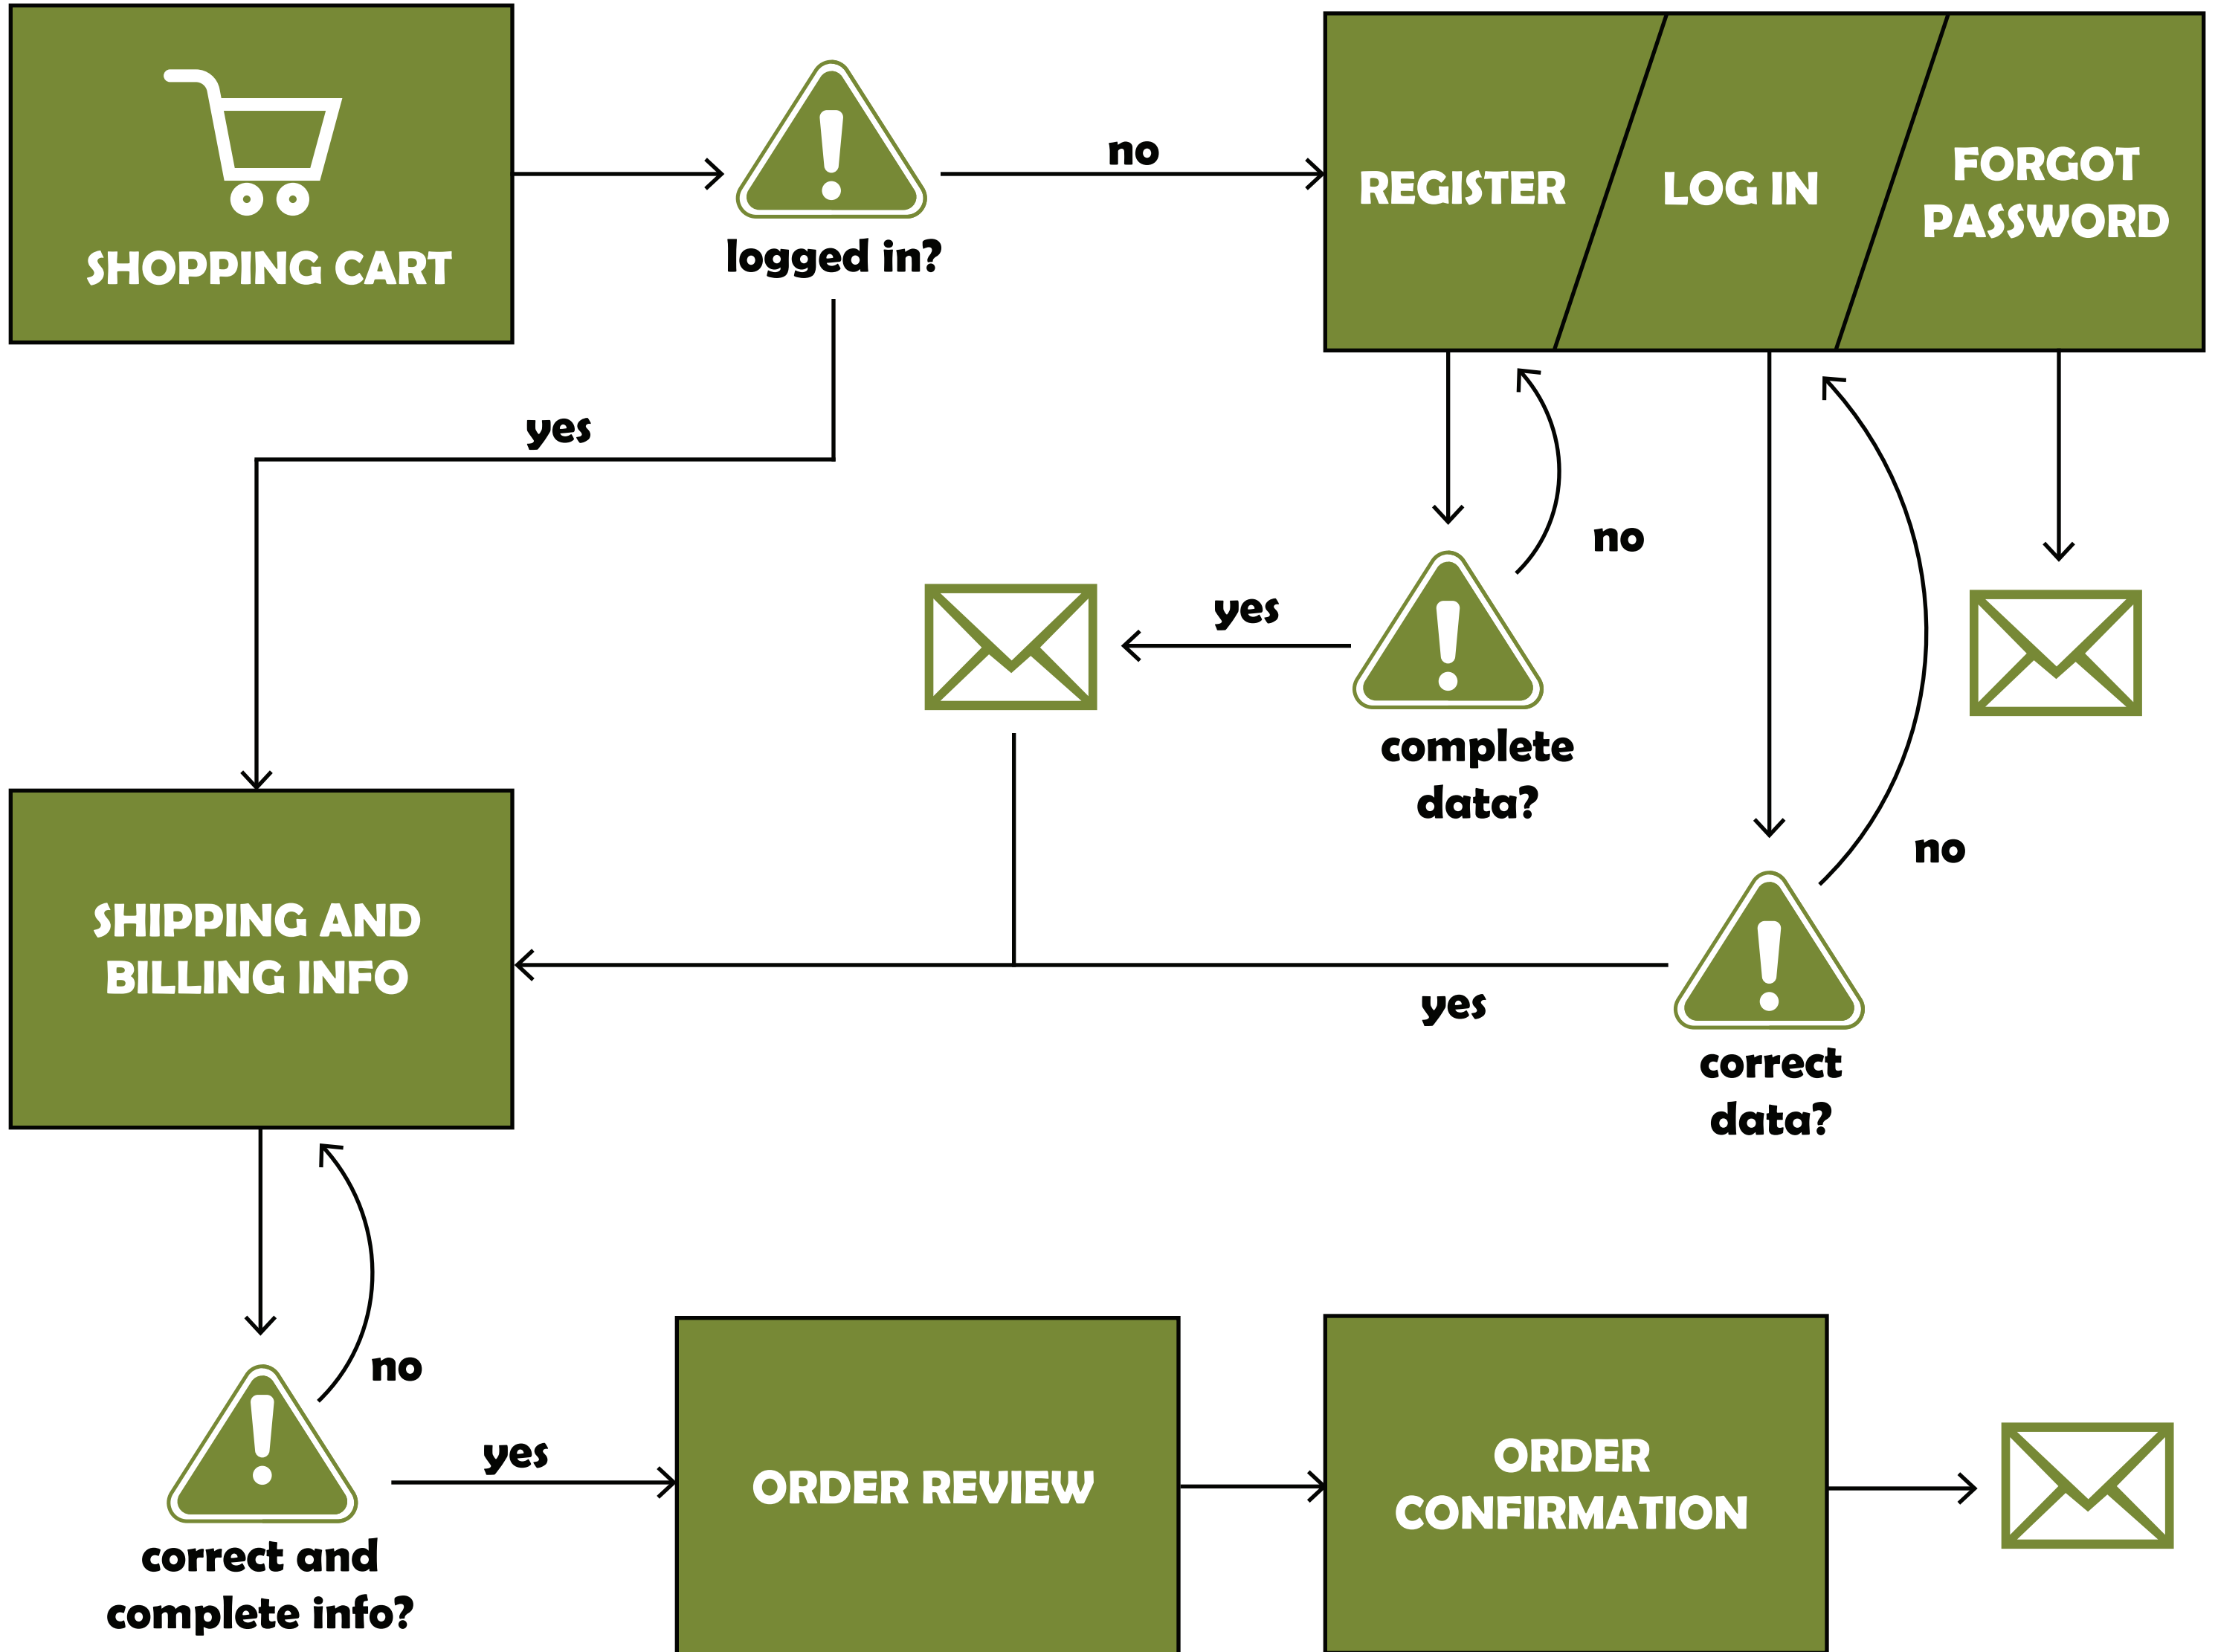 SHOPPING CART
logged in?
no
REGISTER
LOG IN
FORGOT
PASSWORD
yes
no
yes
complete
data?
no
SHIPPING AND
BILLING INFO
yes
correct
data?
no
yes
correct and
complete info?
ORDER REVIEW
ORDER
CONFIRMATION